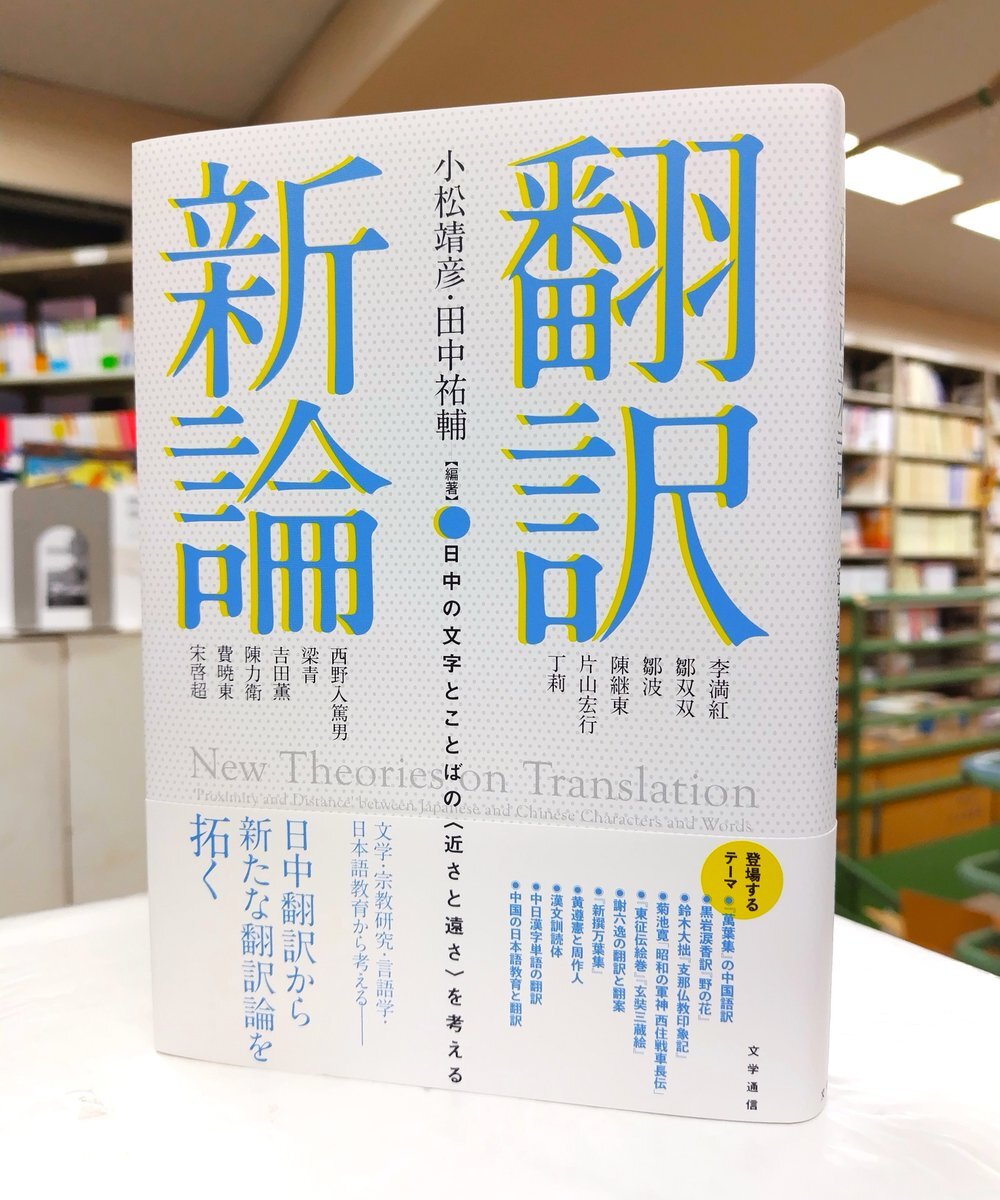 翻訳
新論
小松靖彦・田中祐輔【編著】
日中の文字とことばの〈近さと遠さ〉を考える
李満紅
鄒双双
鄒波
陳継東
片山宏行
丁莉
西野入篤男
梁青
吉田薫
陳力衛
費暁東
宋啓超
New Theories on Translation
'Proximity and Distance' between Japanese and Chinese Characters and Words
登場する
テーマ
●『萬葉集』の中国語訳
●黒岩涙香訳『野の花』
●鈴木大拙『支那仏教印象記』
●菊池寛『昭和の軍神 西住戦車長伝』
●『東征伝絵巻』『玄奘三蔵絵』
●謝六逸の翻訳と翻案
●『新撰万葉集』
●黄遵憲と周作人
●漢文訓読体
●中日漢字単語の翻訳
●中国の日本語教育と翻訳
文学・宗教研究・言語学・
日本語教育から考える――
日中翻訳から
新たな翻訳論を
拓く
文学通信